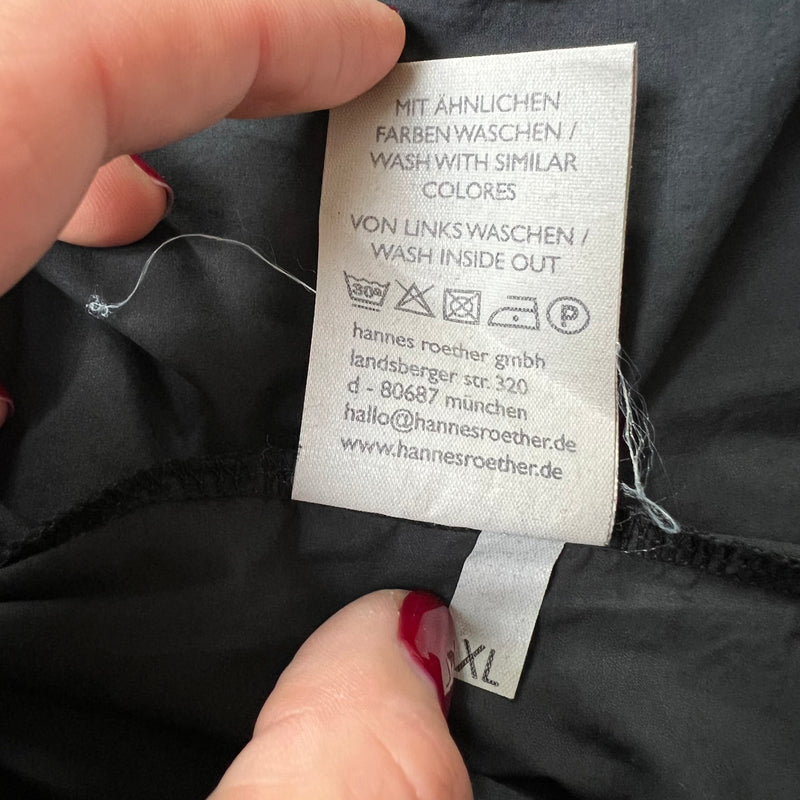 MIT ÄHNLICHEN
FARBEN WASCHEN /
WASH WITH SIMILAR
COLORES
VON LINKS WASCHEN /
WASH INSIDE OUT
30° P
hannes roether gmbh
landsberger str. 320
d - 80687 münchen
hallo@hannesroether.de
www.hannesroether.de
XL